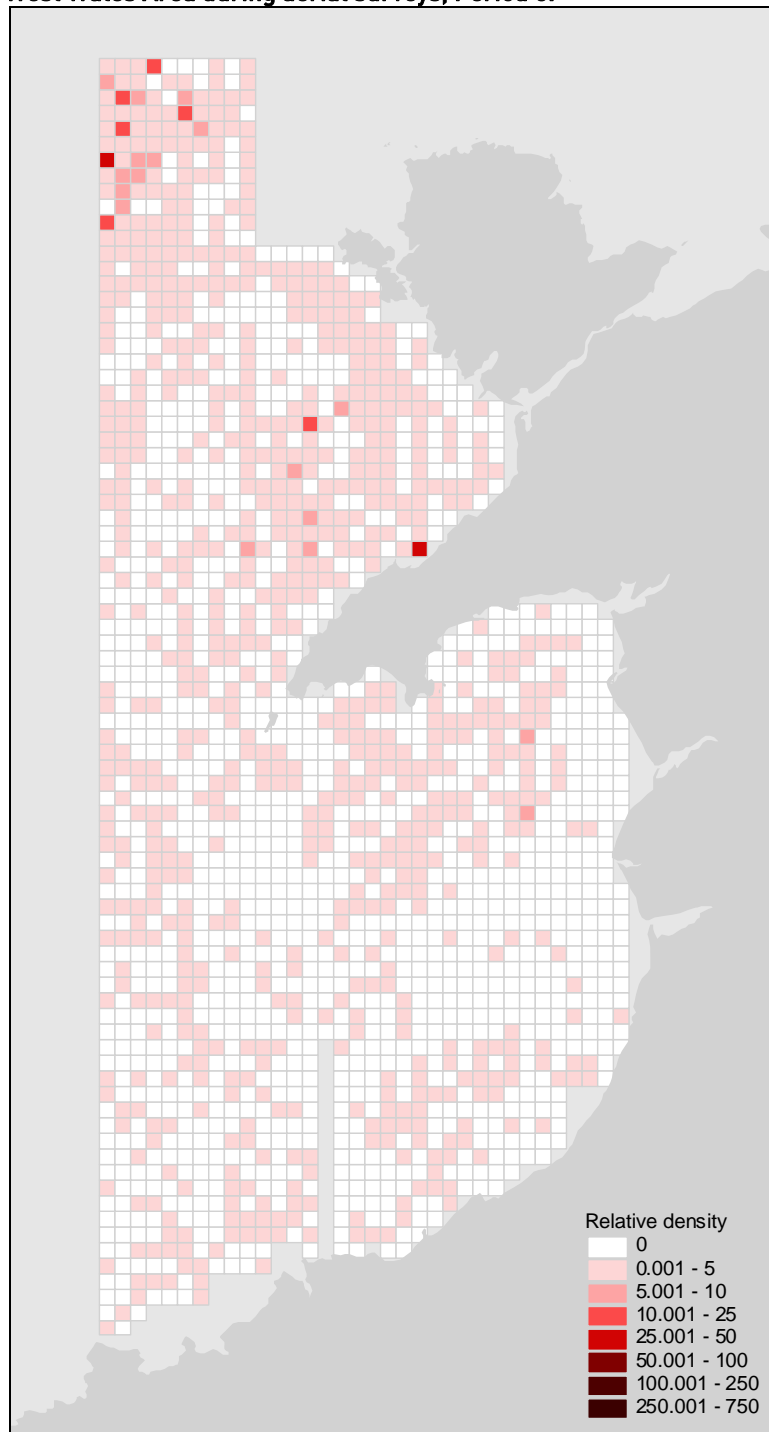 West Wales Area during aerial surveys, Period
Relative density
0
0.001 - 5
5.001 - 10
10.001 - 25
25.001 - 50
50.001 - 100
100.001 - 250
250.001 - 750